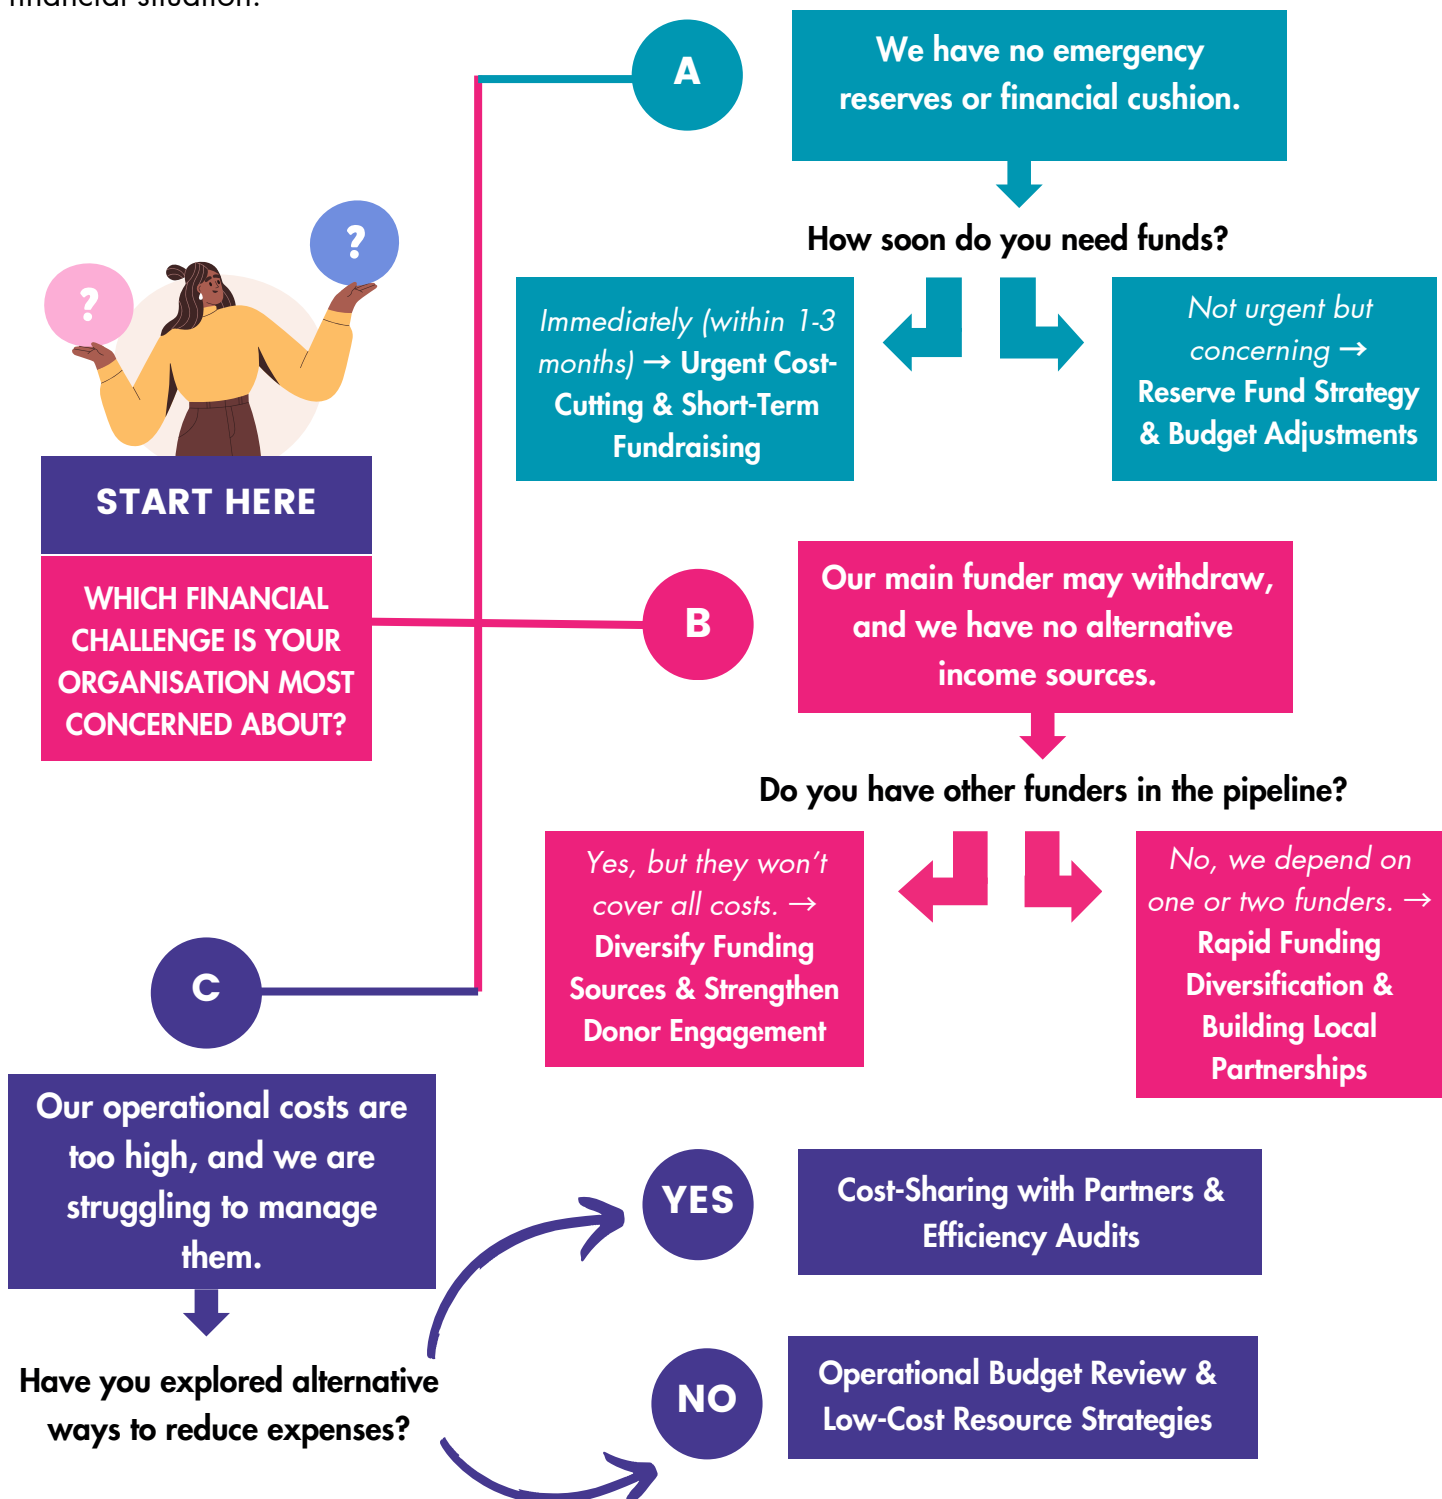 financial situation.
A
We have no emergency
reserves or financial cushion.
How soon do you need funds?
Immediately (within 1-3
months) → Urgent Cost-
Cutting & Short-Term
Fundraising
Not urgent but
concerning →
Reserve Fund Strategy
& Budget Adjustments
?
?
START HERE
WHICH FINANCIAL
CHALLENGE IS YOUR
ORGANISATION MOST
CONCERNED ABOUT?
B
Our main funder may withdraw,
and we have no alternative
income sources.
Do you have other funders in the pipeline?
Yes, but they won't
cover all costs. →
Diversify Funding
Sources & Strengthen
Donor Engagement
No, we depend on
one or two funders. →
Rapid Funding
Diversification &
Building Local
Partnerships
C
Our operational costs are
too high, and we are
struggling to manage
them.
Have you explored alternative
ways to reduce expenses?
YES
Cost-Sharing with Partners &
Efficiency Audits
NO
Operational Budget Review &
Low-Cost Resource Strategies